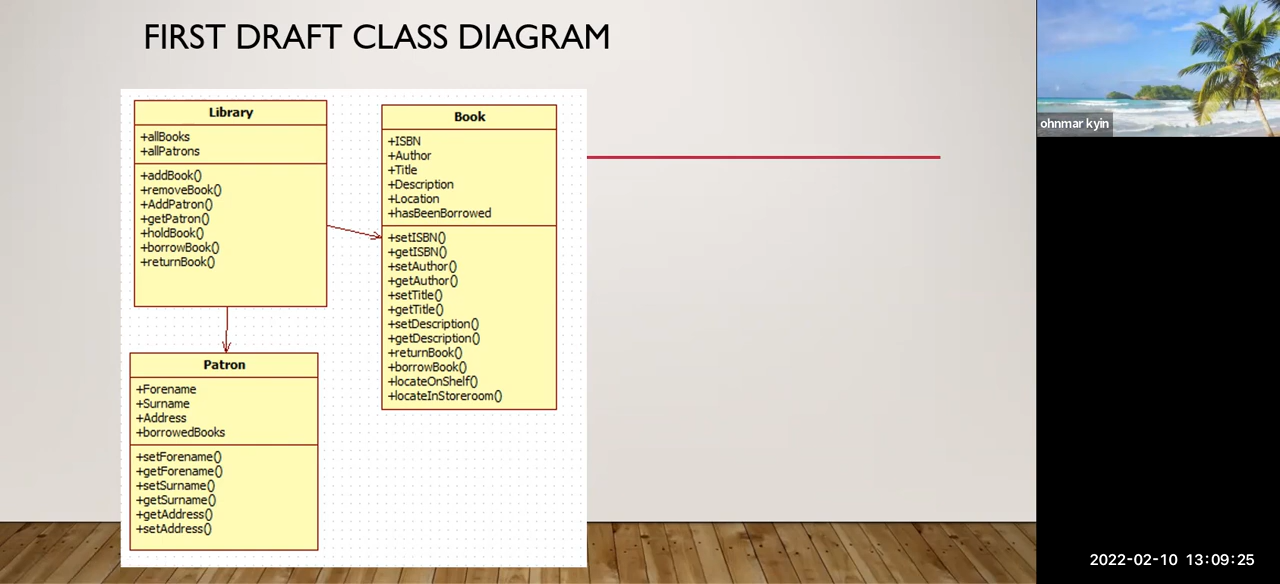 FIRST DRAFT CLASS DIAGRAM
Library
+allBooks
+allPatrons
+addBook()
+removeBook()
+AddPatron()
+getPatron()
+holdBook()
+borrowBook()
+returnBook()
Book
+ISBN
+Author
+Title
+Description
+Location
+hasBeenBorrowed
+setISBN()
+getISBN()
+setAuthor()
+getAuthor()
+setTitle()
+getTitle()
+setDescription()
+getDescription()
+returnBook()
+borrowBook()
+locateOnShelf()
+locateInStoreroom()
Patron
+Forename
+Surname
+Address
+borrowedBooks
+setForename()
+getForename()
+setSurname()
+getSurname()
+getAddress()
+setAddress()
ohnmar kyin
2022-02-10 13:09:25